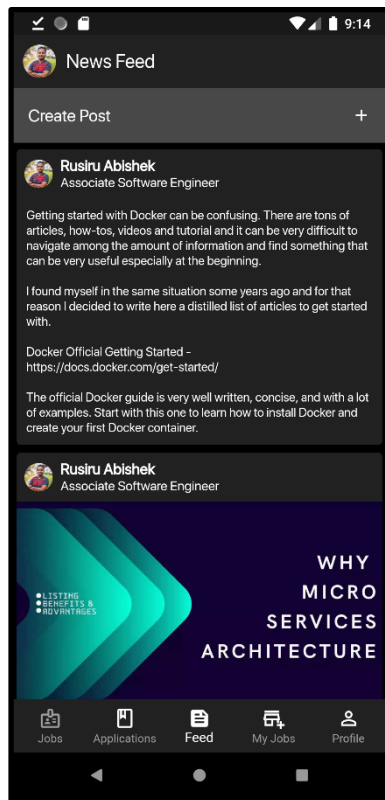 9:14
News Feed
Create Post +
Rusiru Abishek
Associate Software Engineer
Getting started with Docker can be confusing. There are tons of
articles, how-tos, videos and tutorial and it can be very difficult to
navigate among the amount of information and find something that
can be very useful especially at the beginning.
I found myself in the same situation some years ago and for that
reason I decided to write here a distilled list of articles to get started
with.
Docker Official Getting Started -
https://docs.docker.com/get-started/
The official Docker guide is very well written, concise, and with a lot
of examples. Start with this one to learn how to install Docker and
create your first Docker container.
Rusiru Abishek
Associate Software Engineer
LISTING
BENEFITS &
ADVANTAGES
WHY
MICRO
SERVICES
ARCHITECTURE
Jobs
Applications
Feed
My Jobs
Profile